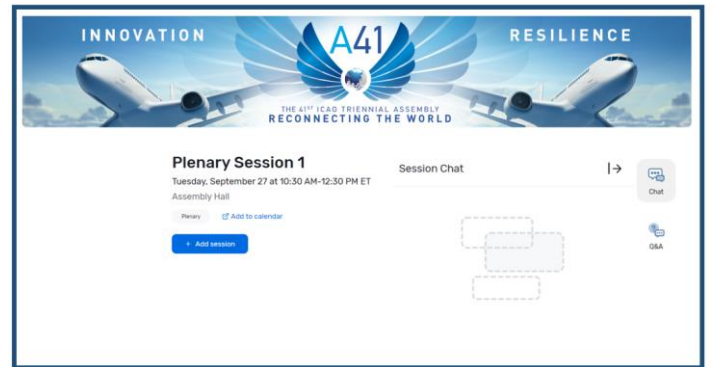 INNOVATION
A41
RESILIENCE
THE 41ST ICAO TRIENNIAL ASSEMBLY
RECONNECTING THE WORLD
Plenary Session 1
Tuesday, September 27 at 10:30 AM-12:30 PM ET
Assembly Hall
Plenary
Add to calendar
+ Add session
Session Chat
Chat
Q&A